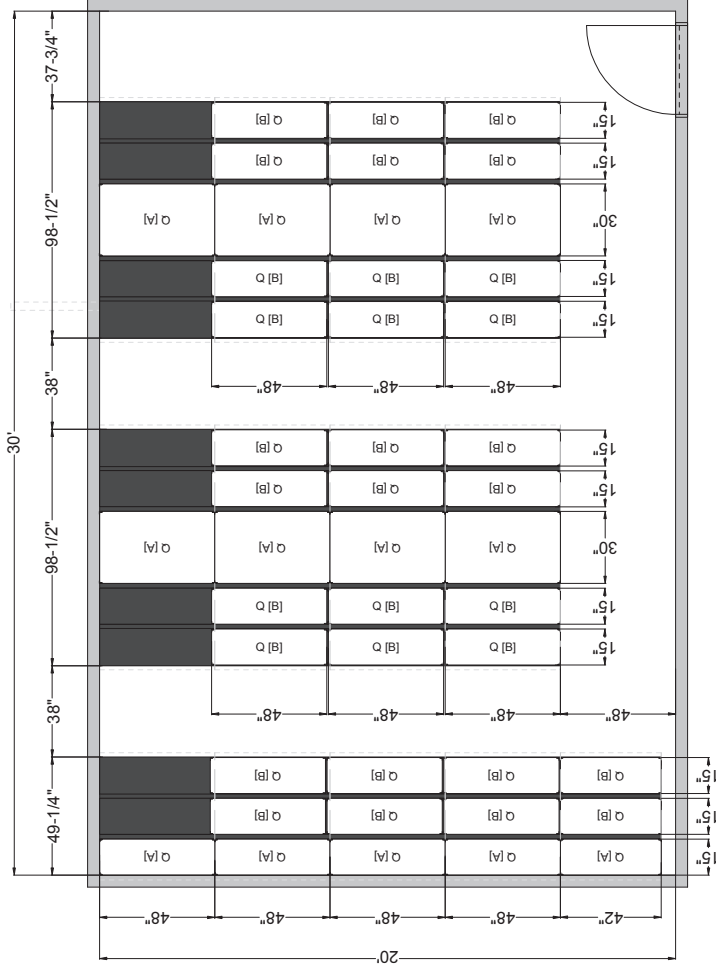 37-3/4"
Q [B] Q [B] Q [B] 15"
Q [B] Q [B] Q [B] 15"
98-1/2" Q [A] Q [A] Q [A] Q [A] 30"
Q [B] Q [B] Q [B] 15"
Q [B] Q [B] Q [B] 15"
38" 48" 48" 48"
30'
Q [B] Q [B] Q [B] 15"
Q [B] Q [B] Q [B] 15"
98-1/2" Q [A] Q [A] Q [A] Q [A] 30"
Q [B] Q [B] Q [B] 15"
Q [B] Q [B] Q [B] 15"
38" 48" 48" 48" 48"
Q [B] Q [B] Q [B] Q [B] 15"
49-1/4" Q [B] Q [B] Q [B] Q [B] 15"
Q [A] Q [A] Q [A] Q [A] Q [A] 15"
48" 48" 48" 48" 42"
20'